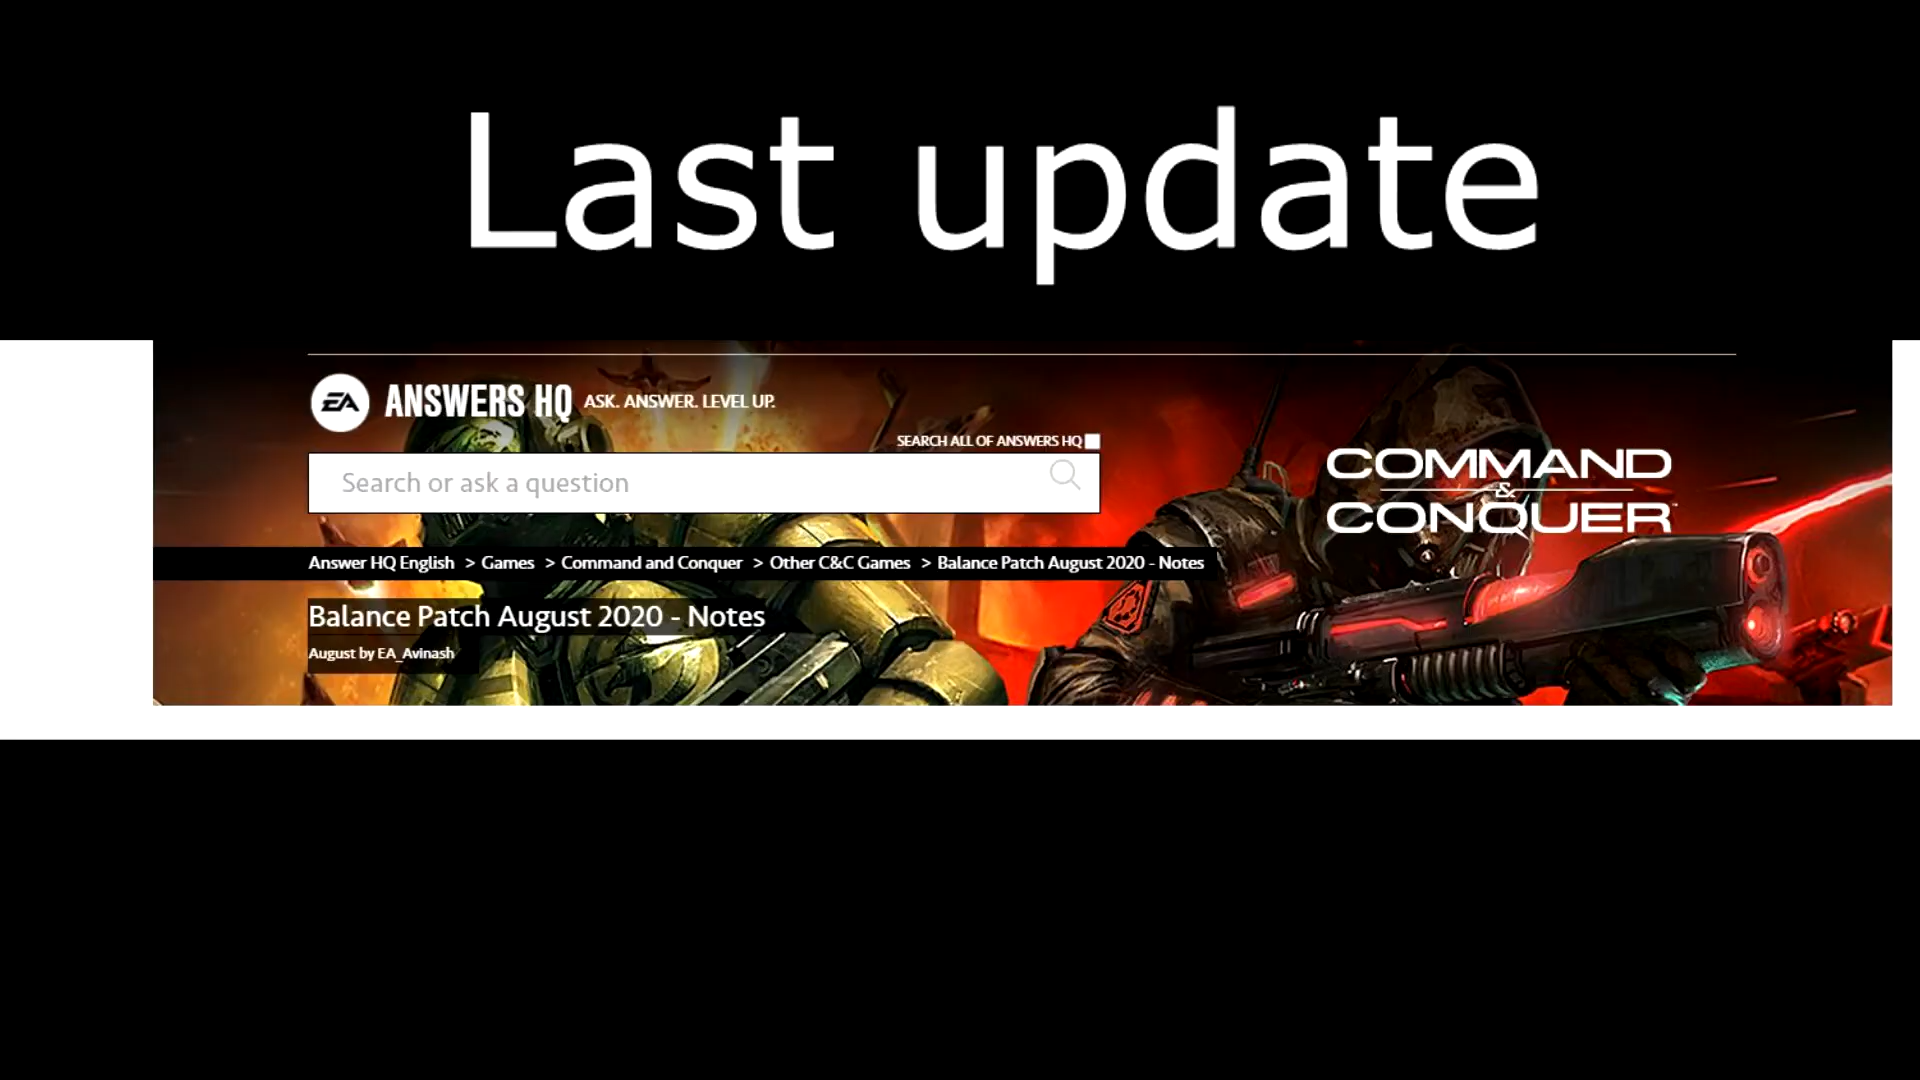 Last update
EA ANSWERS HQ ASK. ANSWER. LEVEL UP.
SEARCH ALL OF ANSWERS HQ
Search or ask a question
COMMAND
&
CONQUER™
Answer HQ English > Games > Command and Conquer > Other C&C Games > Balance Patch August 2020 - Notes
Balance Patch August 2020 - Notes
August by EA_Avinash